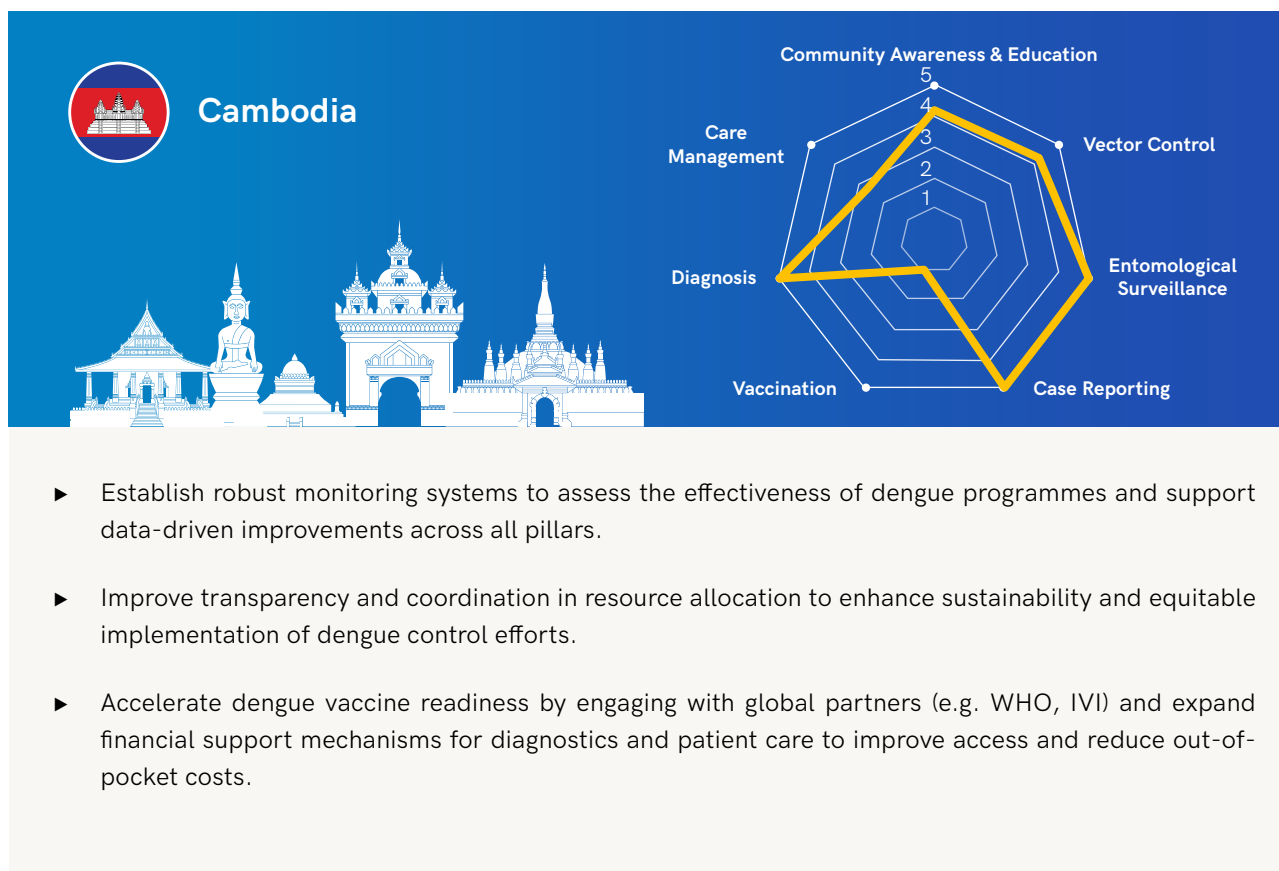 Cambodia
Community Awareness & Education
5
4
3
2
1
Care
Management
Vector Control
Diagnosis
Entomological
Surveillance
Vaccination
Case Reporting
▶ Establish robust monitoring systems to assess the effectiveness of dengue programmes and support
data-driven improvements across all pillars.
▶ Improve transparency and coordination in resource allocation to enhance sustainability and equitable
implementation of dengue control efforts.
▶ Accelerate dengue vaccine readiness by engaging with global partners (e.g. WHO, IVI) and expand
financial support mechanisms for diagnostics and patient care to improve access and reduce out-of-
pocket costs.